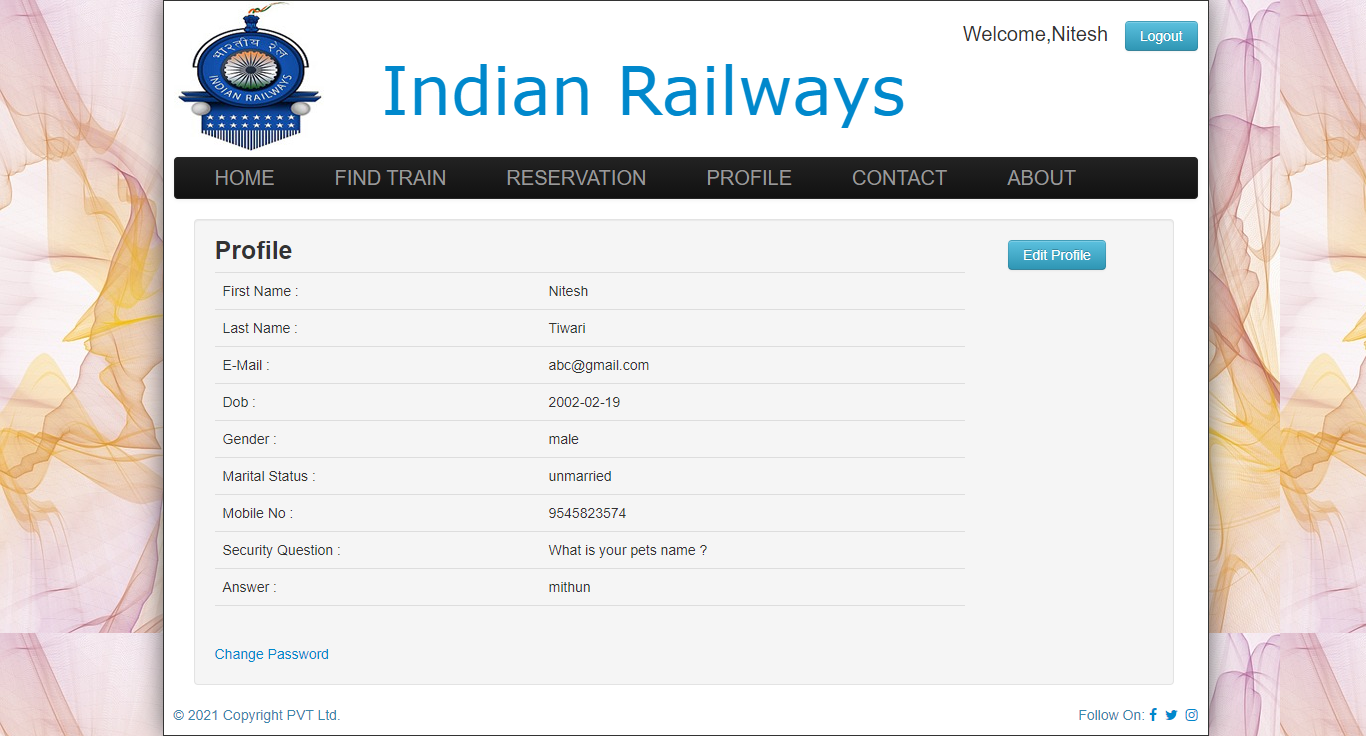 भारतीय रेल
INDIAN RAILWAYS
Indian Railways
Welcome,Nitesh Logout
HOME FIND TRAIN RESERVATION PROFILE CONTACT ABOUT
Profile Edit Profile
First Name : Nitesh
Last Name : Tiwari
E-Mail : abc@gmail.com
Dob : 2002-02-19
Gender : male
Marital Status : unmarried
Mobile No : 9545823574
Security Question : What is your pets name ?
Answer : mithun
Change Password
© 2021 Copyright PVT Ltd. Follow On: